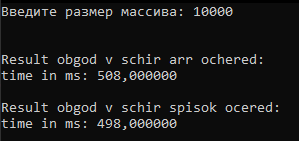 Введите размер массива: 10000
Result obgod v schir arr ochered:
time in ms: 508,000000
Result obgod v schir spisok ocered:
time in ms: 498,000000